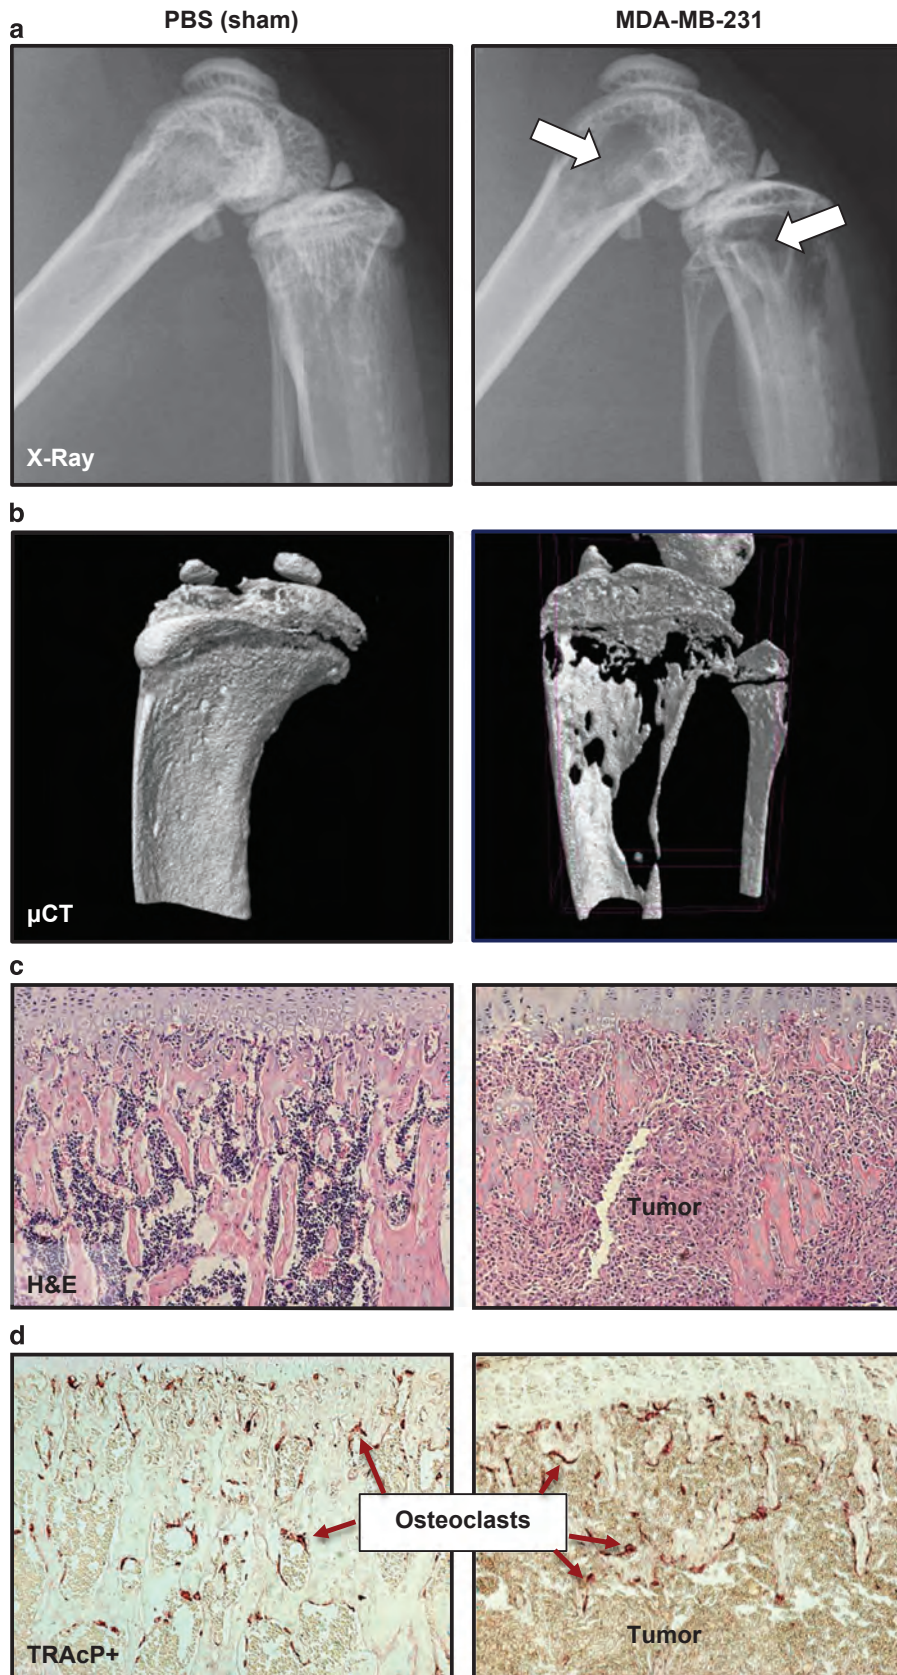 PBS (sham)
MDA-MB-231
a
X-Ray
b
µCT
c
H&E
Tumor
d
Osteoclasts
TRAcP+
Tumor